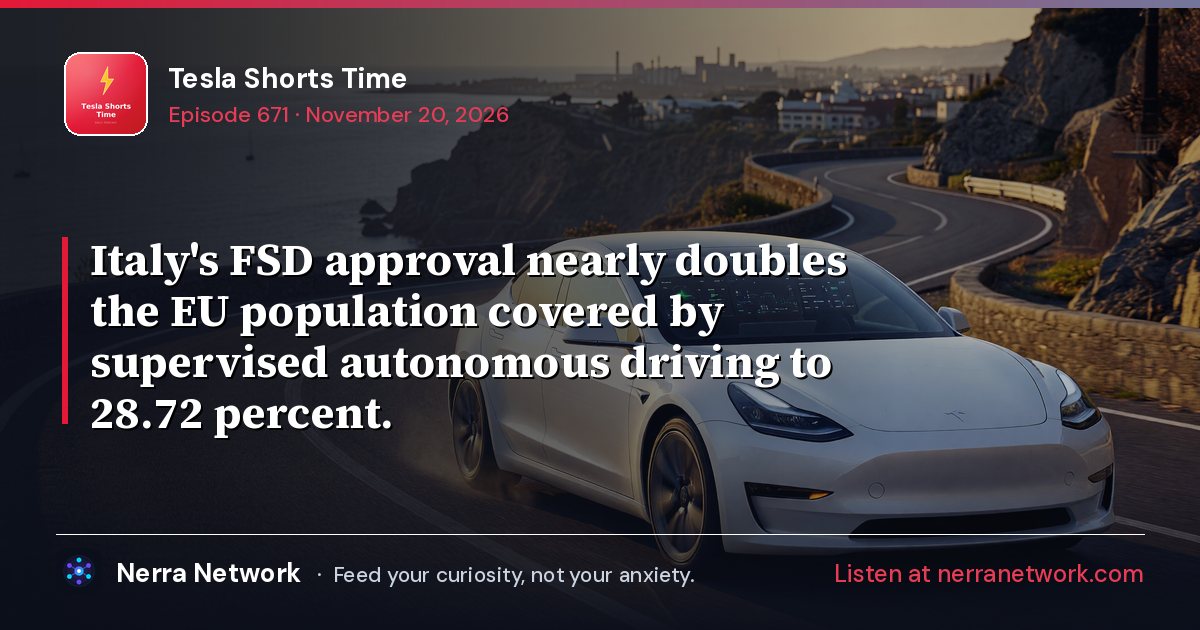 Tesla Shorts
Time
Tesla Shorts Time
Episode 671 · November 20, 2026
Italy's FSD approval nearly doubles
the EU population covered by
supervised autonomous driving to
28.72 percent.
Nerra Network · Feed your curiosity, not your anxiety.
Listen at nerranetwork.com